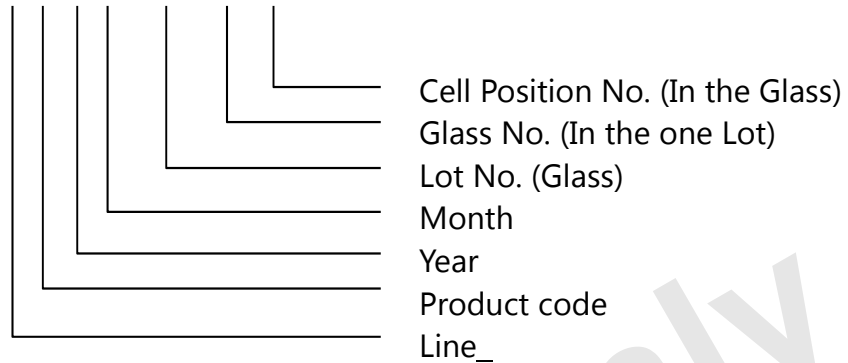 Cell Position No. (In the Glass)
Glass No. (In the one Lot)
Lot No. (Glass)
Month
Year
Product code
Line_